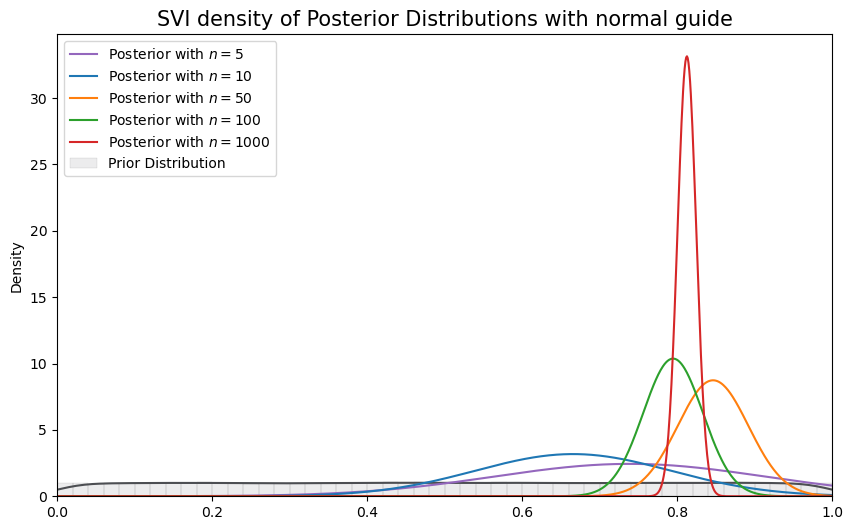 SVI density of Posterior Distributions with normal guide
Posterior with n = 5
Posterior with n = 10
Posterior with n = 50
Posterior with n = 100
Posterior with n = 1000
Prior Distribution
Density
30
25
20
15
10
5
0
0.0 0.2 0.4 0.6 0.8 1.0